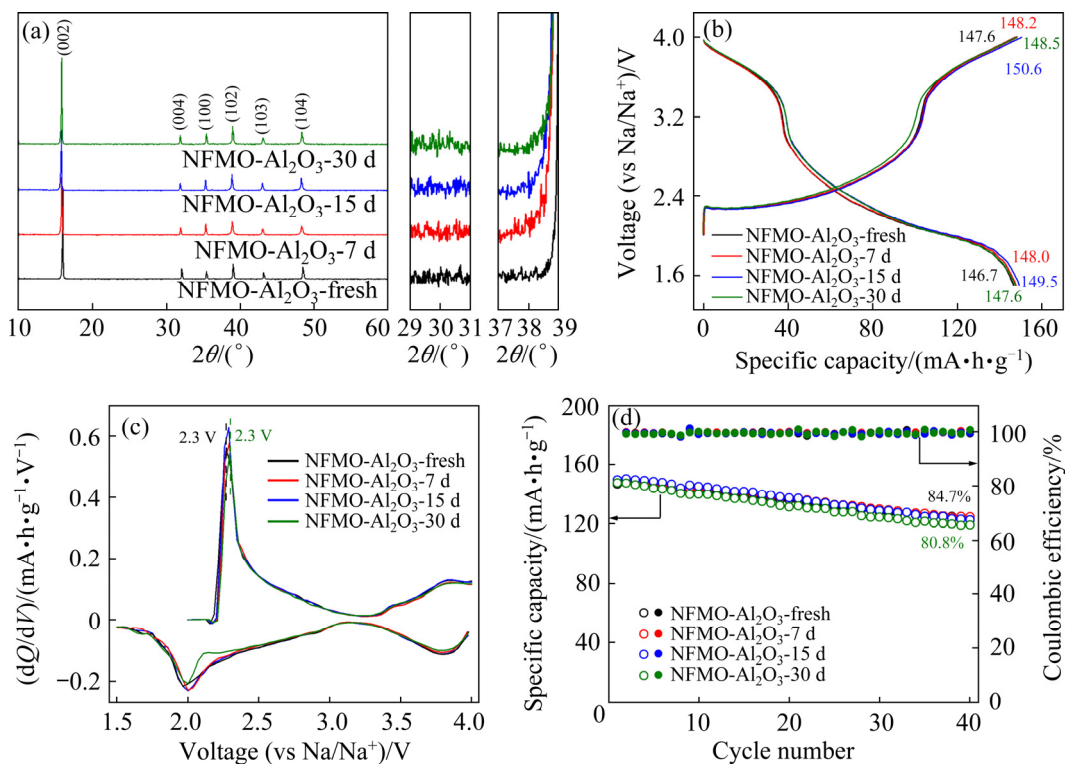 (a)
(002)
(004)
(100)
(102)
(103)
(104)
NFMO-Al₂O₃-30 d
NFMO-Al₂O₃-15 d
NFMO-Al₂O₃-7 d
NFMO-Al₂O₃-fresh
10 20 30 40 50 60
2θ/(°)
29 30 31
2θ/(°)
37 38 39
2θ/(°)
(b)
147.6
148.2
148.5
150.6
4.0
3.2
2.4
1.6
Voltage (vs Na/Na⁺)/V
NFMO-Al₂O₃-fresh
NFMO-Al₂O₃-7 d
NFMO-Al₂O₃-15 d
NFMO-Al₂O₃-30 d
148.0
146.7
149.5
147.6
0 40 80 120 160
Specific capacity/(mA•h•g⁻¹)
(c)
2.3 V
2.3 V
0.6
0.4
0.2
0
−0.2
(dQ/dV)/(mA•h•g⁻¹•V⁻¹)
NFMO-Al₂O₃-fresh
NFMO-Al₂O₃-7 d
NFMO-Al₂O₃-15 d
NFMO-Al₂O₃-30 d
1.5 2.0 2.5 3.0 3.5 4.0
Voltage (vs Na/Na⁺)/V
(d)
200
160
120
80
40
0
Specific capacity/(mA•h•g⁻¹)
84.7%
80.8%
NFMO-Al₂O₃-fresh
NFMO-Al₂O₃-7 d
NFMO-Al₂O₃-15 d
NFMO-Al₂O₃-30 d
100
80
60
40
20
0
Coulombic efficiency/%
0 10 20 30 40
Cycle number